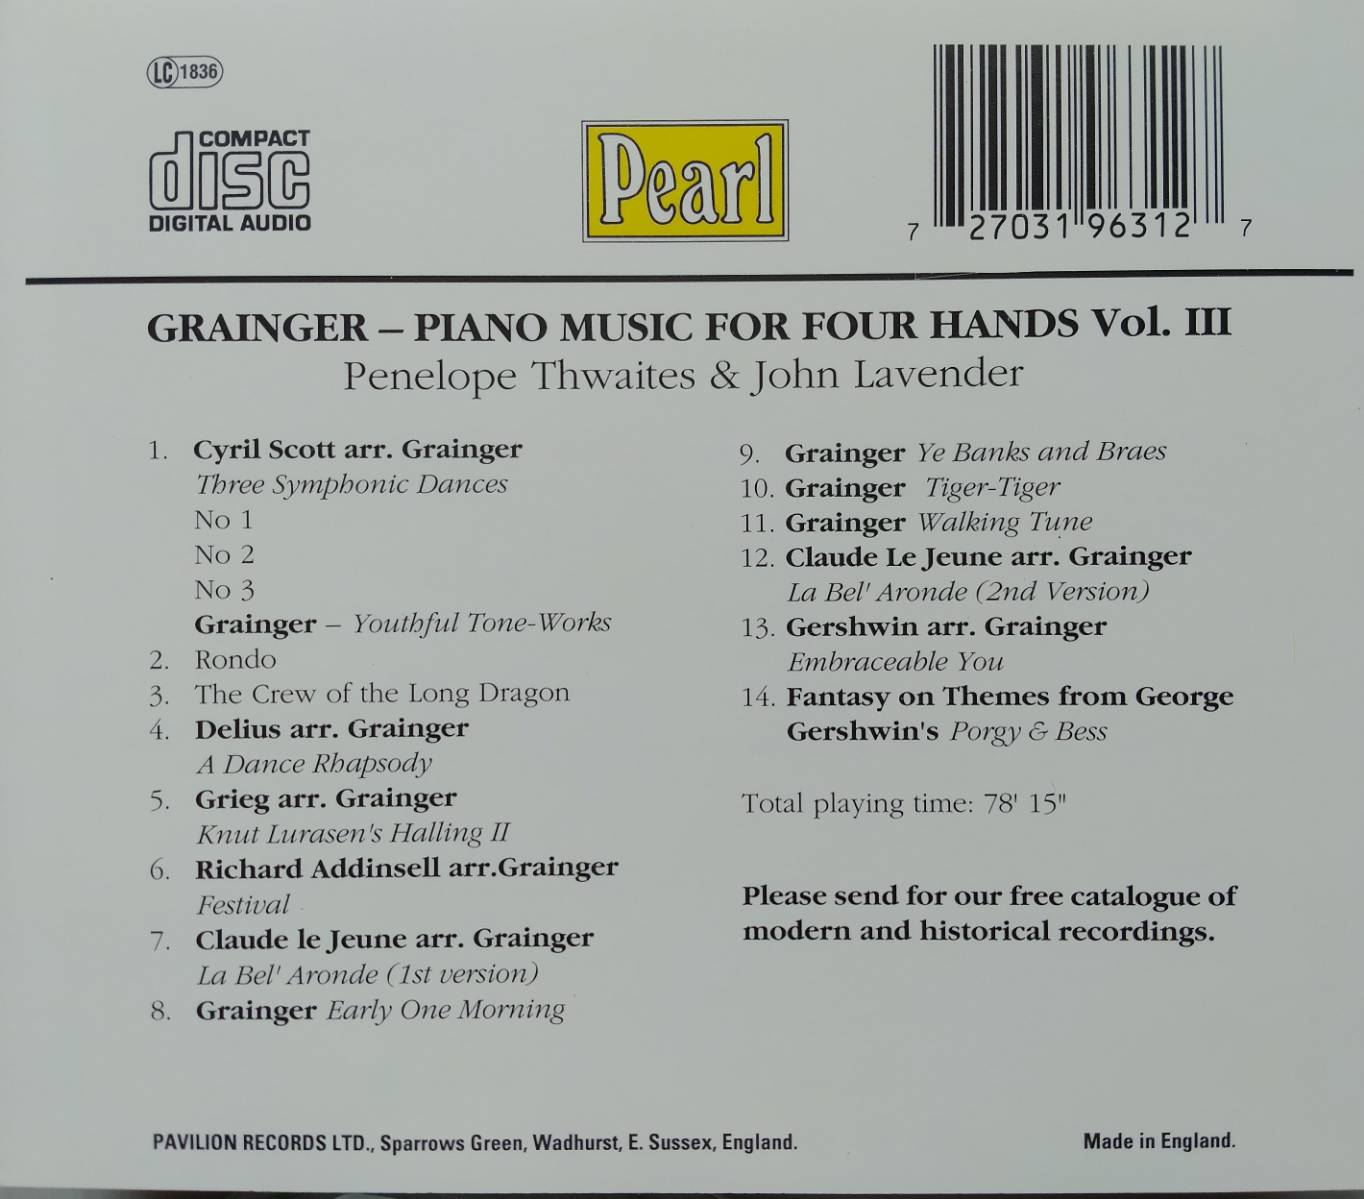 LC 1836
COMPACT
disc
DIGITAL AUDIO
Pearl
7 27031 96312 7
GRAINGER – PIANO MUSIC FOR FOUR HANDS Vol. III
Penelope Thwaites & John Lavender
1. Cyril Scott arr. Grainger
Three Symphonic Dances
No 1
No 2
No 3
Grainger – Youthful Tone-Works
2. Rondo
3. The Crew of the Long Dragon
4. Delius arr. Grainger
A Dance Rhapsody
5. Grieg arr. Grainger
Knut Lurasen's Halling II
6. Richard Addinsell arr.Grainger
Festival
7. Claude le Jeune arr. Grainger
La Bel' Aronde (1st version)
8. Grainger Early One Morning
9. Grainger Ye Banks and Braes
10. Grainger Tiger-Tiger
11. Grainger Walking Tune
12. Claude Le Jeune arr. Grainger
La Bel' Aronde (2nd Version)
13. Gershwin arr. Grainger
Embraceable You
14. Fantasy on Themes from George
Gershwin's Porgy & Bess
Total playing time: 78' 15"
Please send for our free catalogue of
modern and historical recordings.
PAVILION RECORDS LTD., Sparrows Green, Wadhurst, E. Sussex, England.
Made in England.